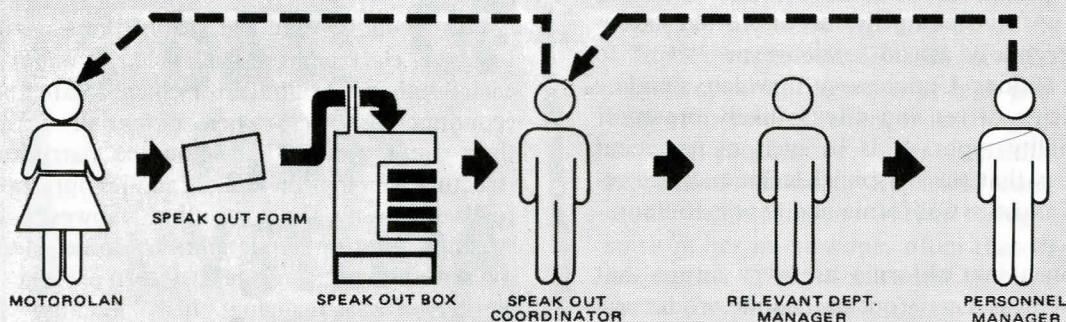 SPEAK OUT FORM
MOTOROLAN
SPEAK OUT BOX
SPEAK OUT
COORDINATOR
RELEVANT DEPT.
MANAGER
PERSONNEL
MANAGER